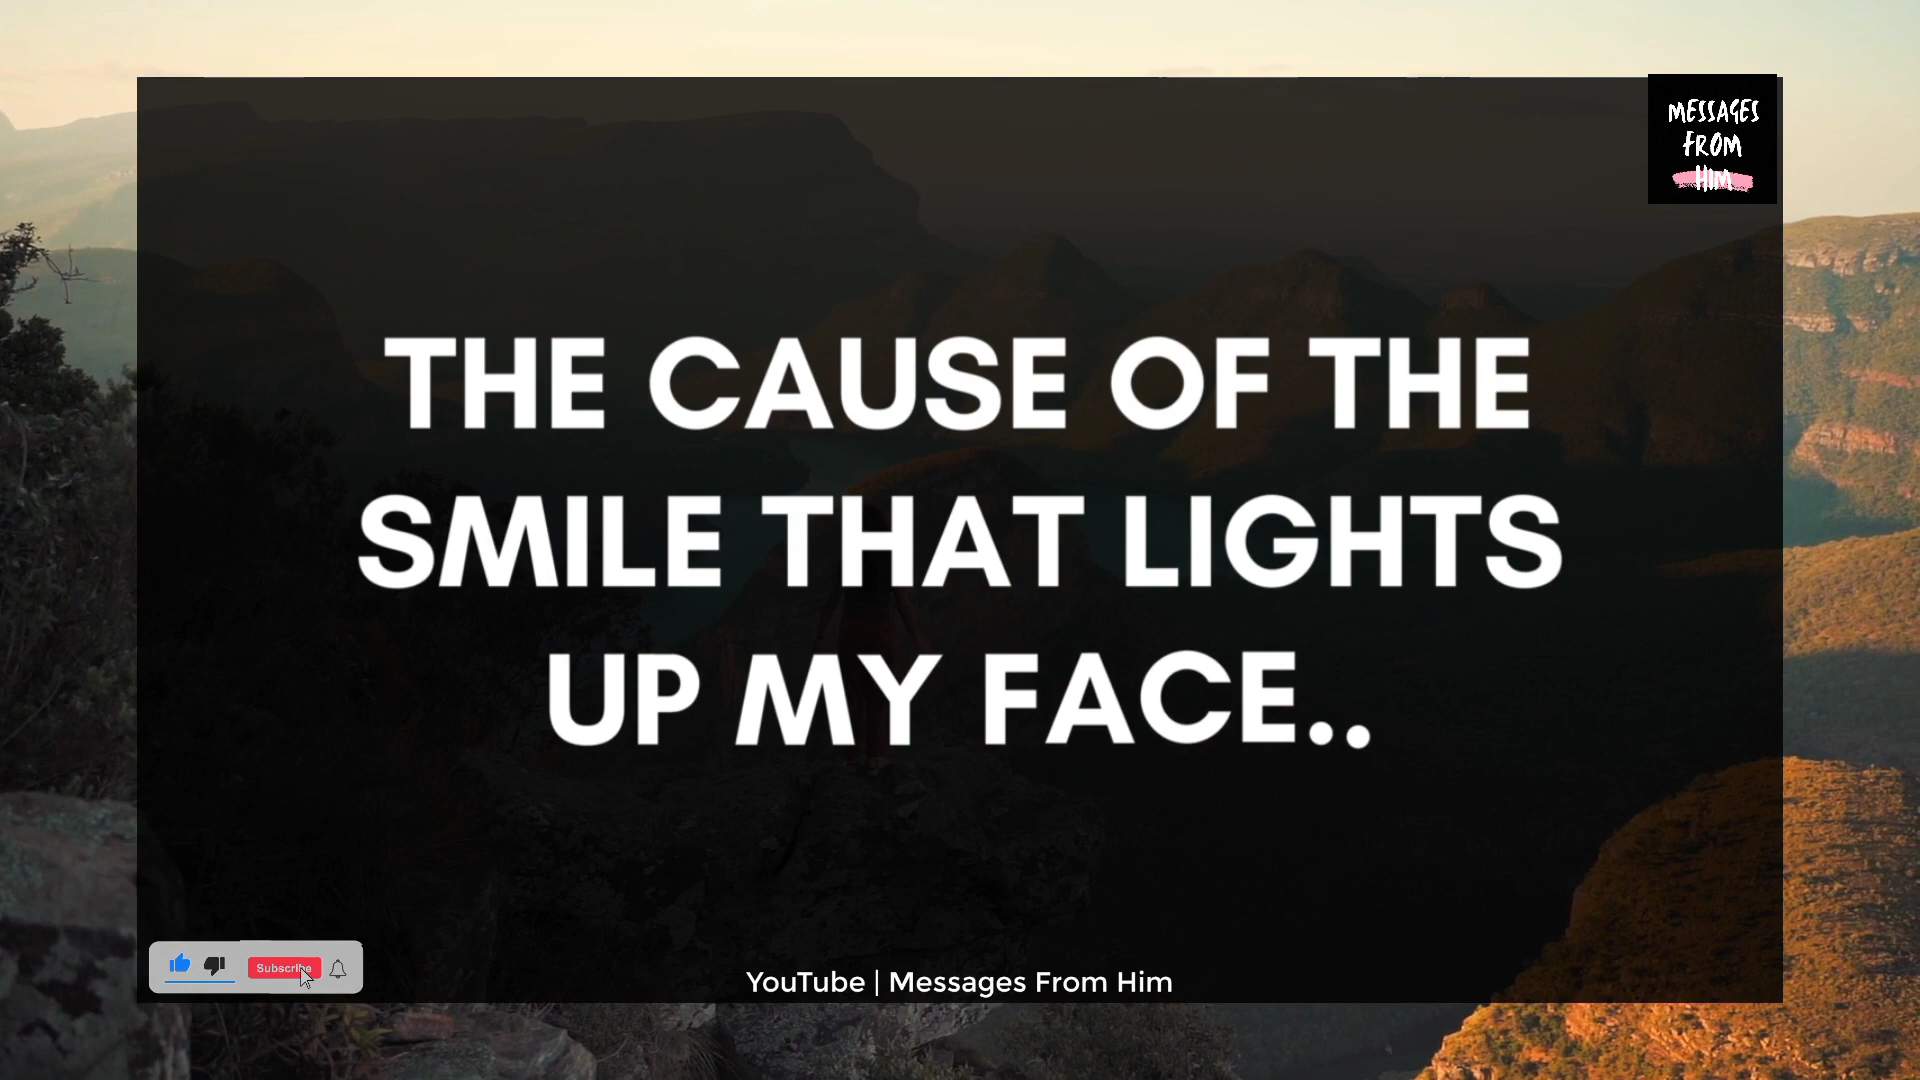 MESSAGES
FROM
HIM
THE CAUSE OF THE
SMILE THAT LIGHTS
UP MY FACE..
Subscribe
YouTube | Messages From Him